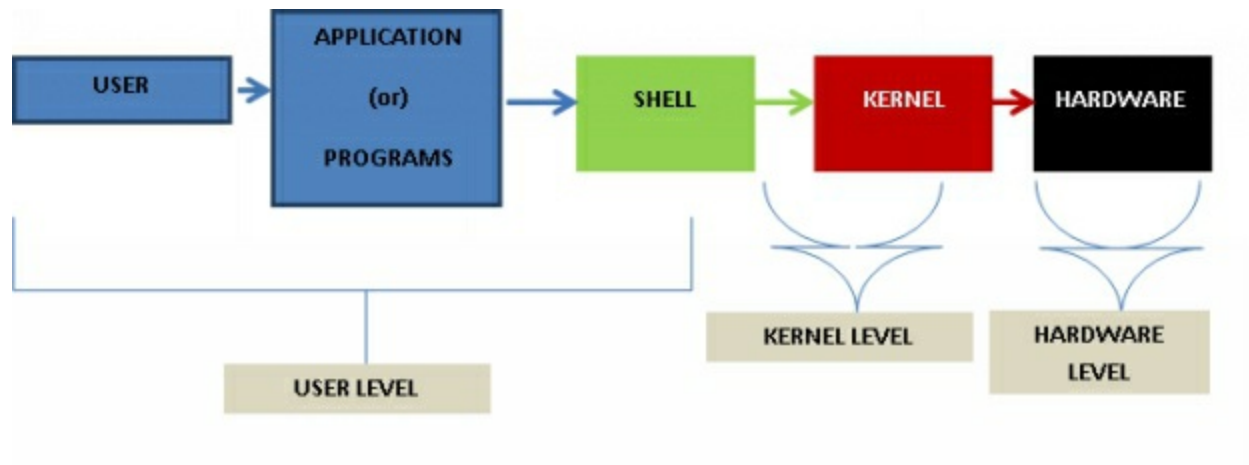 USER
APPLICATION
(or)
PROGRAMS
SHELL
KERNEL
HARDWARE
KERNEL LEVEL
HARDWARE
LEVEL
USER LEVEL